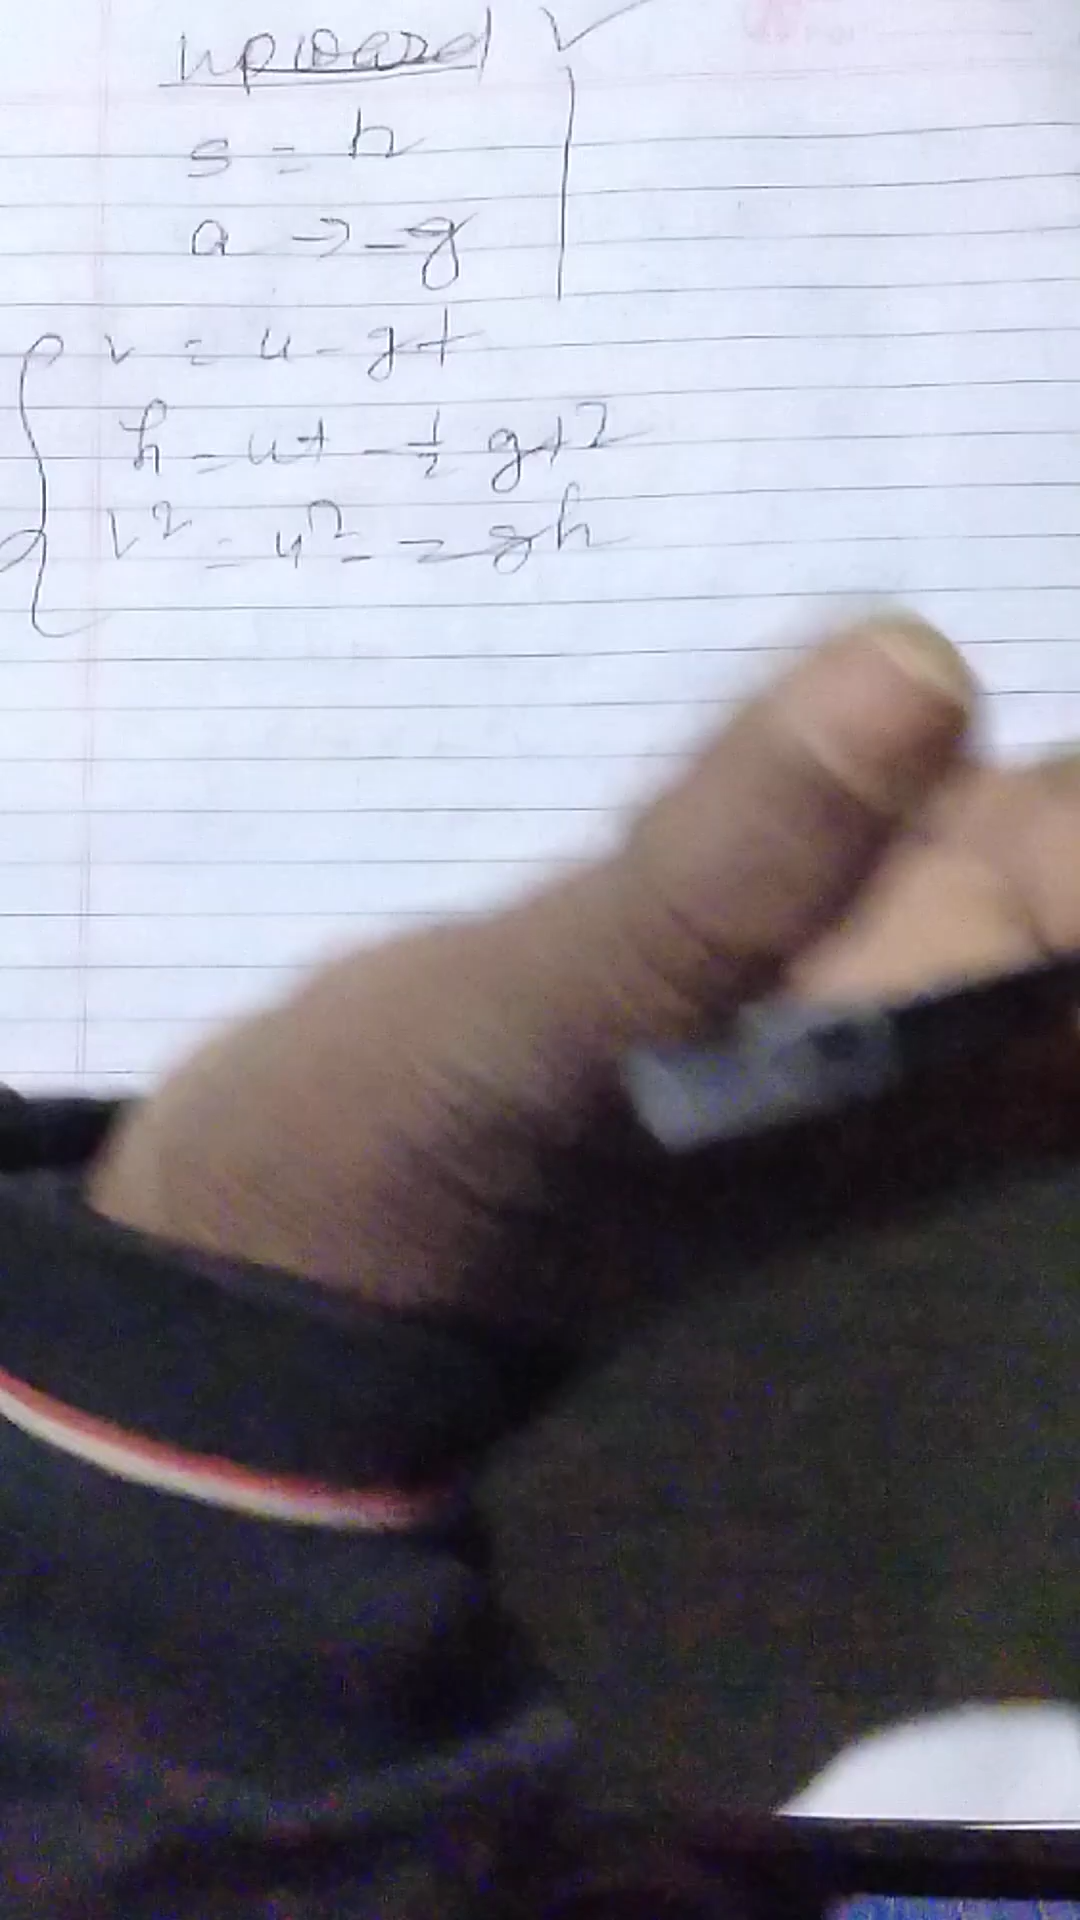 upward ✓
s = h
a → -g
v = u - gt
h = ut - 1/2 gt2
v2 = u2 - 2gh